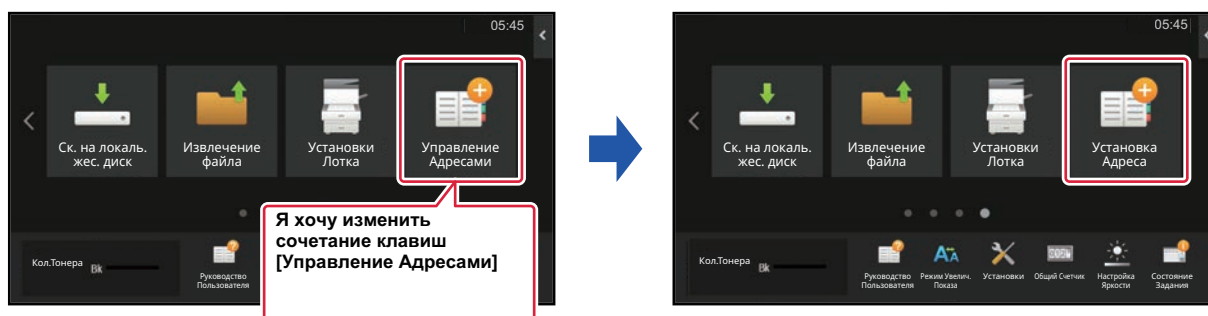 05:45
Ск. на локаль.
жес. диск
Извлечение
файла
Установки
Лотка
Управление
Адресами
Я хочу изменить
сочетание клавиш
[Управление Адресами]
Кол.Тонера
Bk
Руководство
Пользователя
05:45
Ск. на локаль.
жес. диск
Извлечение
файла
Установки
Лотка
Установка
Адреса
Кол.Тонера
Bk
Руководство
Пользователя
Режим Увелич.
Показа
Установки
Общий Счетчик
Настройка
Яркости
Состояние
Задания